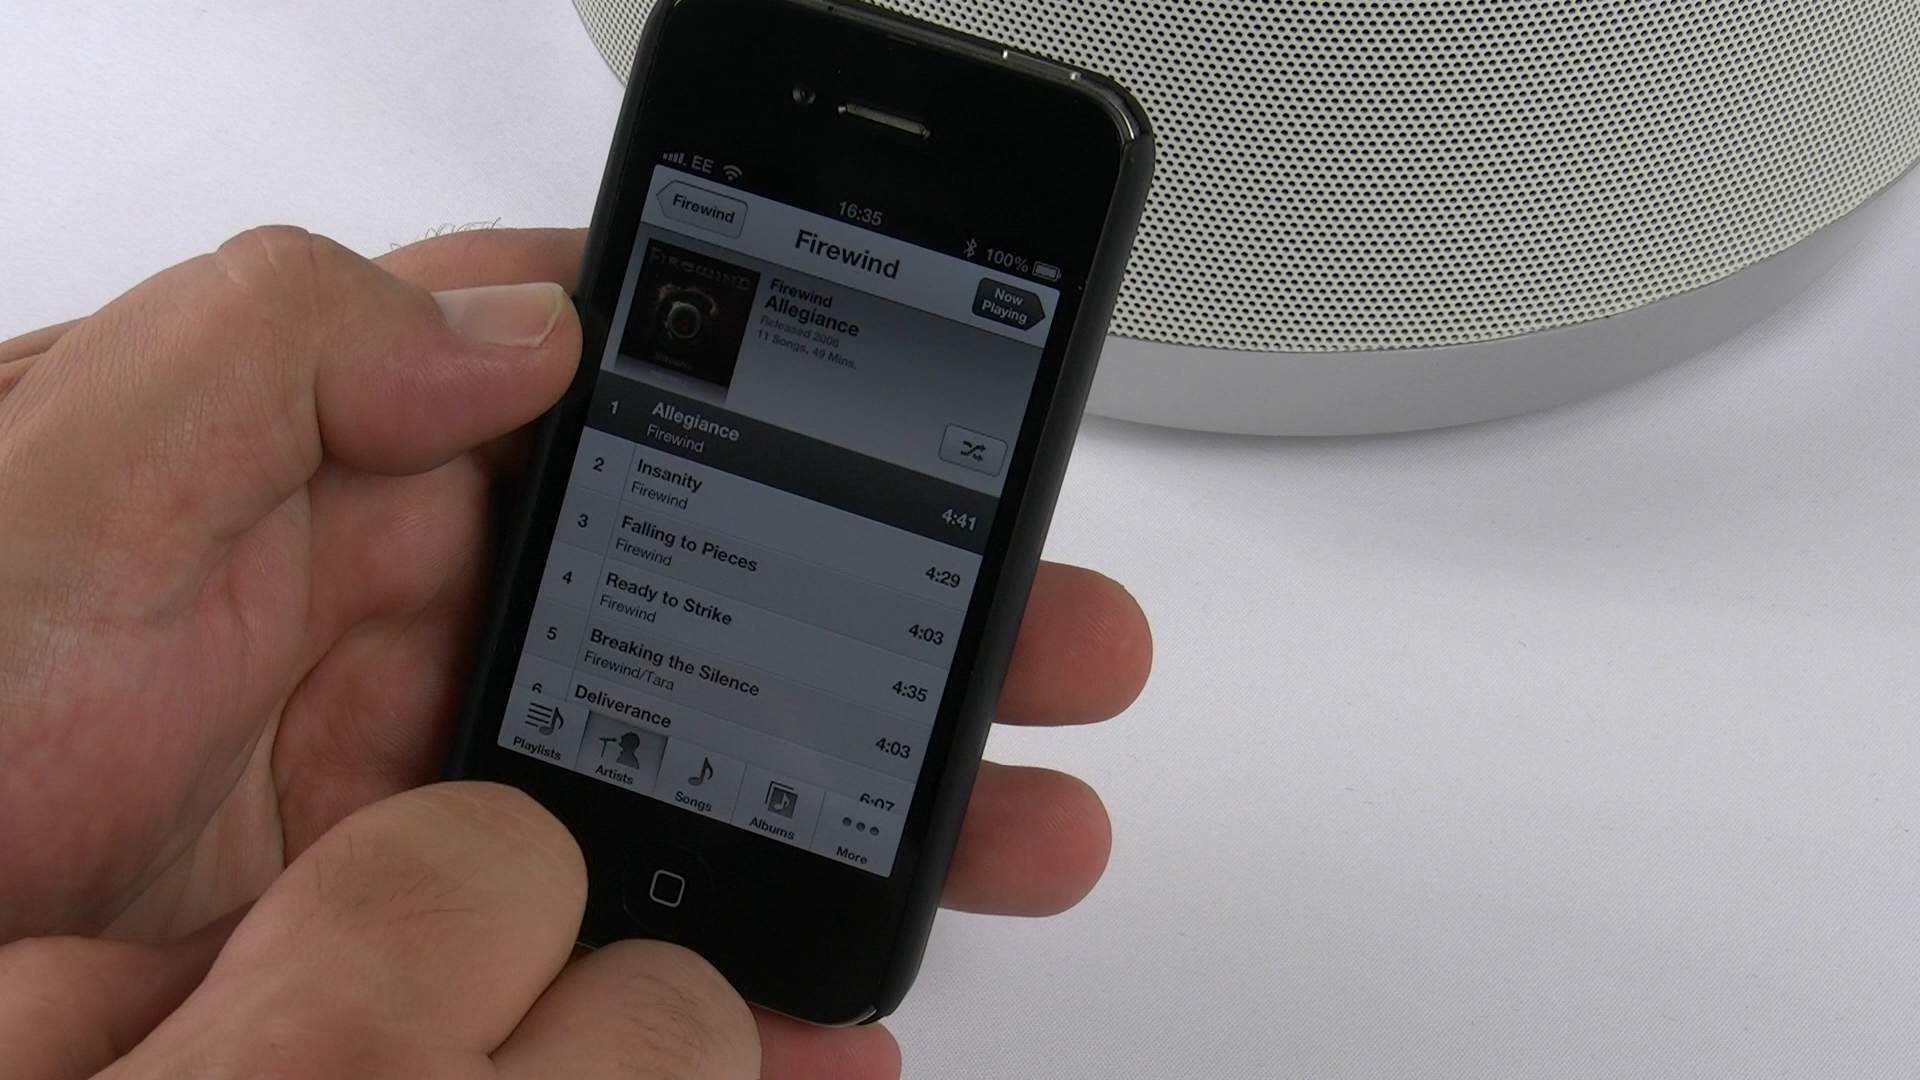 EE
16:35
100%
Firewind
Firewind
Now
Playing
FIREWIND
Firewind
Allegiance
Released 2006
11 Songs, 49 Mins.
1 Allegiance 4:41
Firewind
2 Insanity 4:29
Firewind
3 Falling to Pieces 4:03
Firewind
4 Ready to Strike 4:35
Firewind
5 Breaking the Silence 4:03
Firewind/Tara
6 Deliverance 6:07
Playlists
Artists
Songs
Albums
More